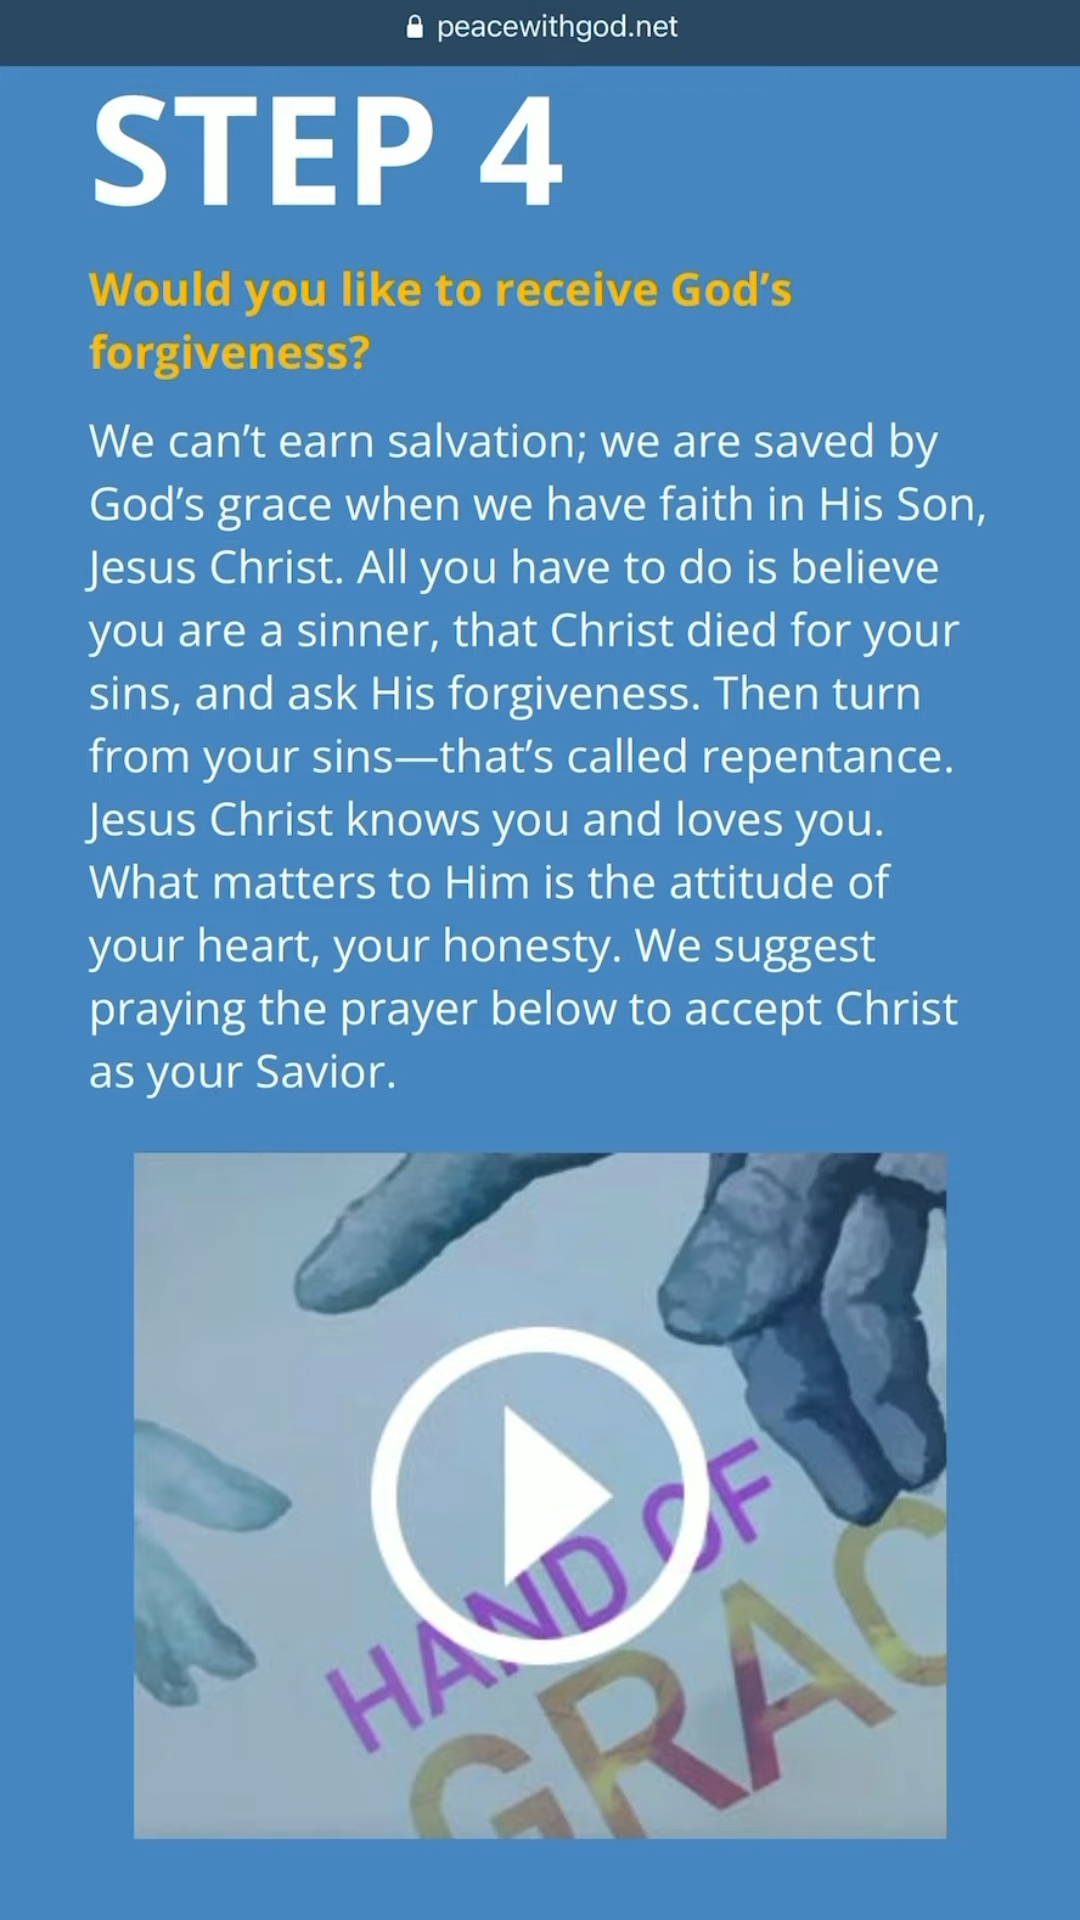 peacewithgod.net
STEP 4
Would you like to receive God’s
forgiveness?
We can’t earn salvation; we are saved by
God’s grace when we have faith in His Son,
Jesus Christ. All you have to do is believe
you are a sinner, that Christ died for your
sins, and ask His forgiveness. Then turn
from your sins—that’s called repentance.
Jesus Christ knows you and loves you.
What matters to Him is the attitude of
your heart, your honesty. We suggest
praying the prayer below to accept Christ
as your Savior.
HAND OF
GRAC